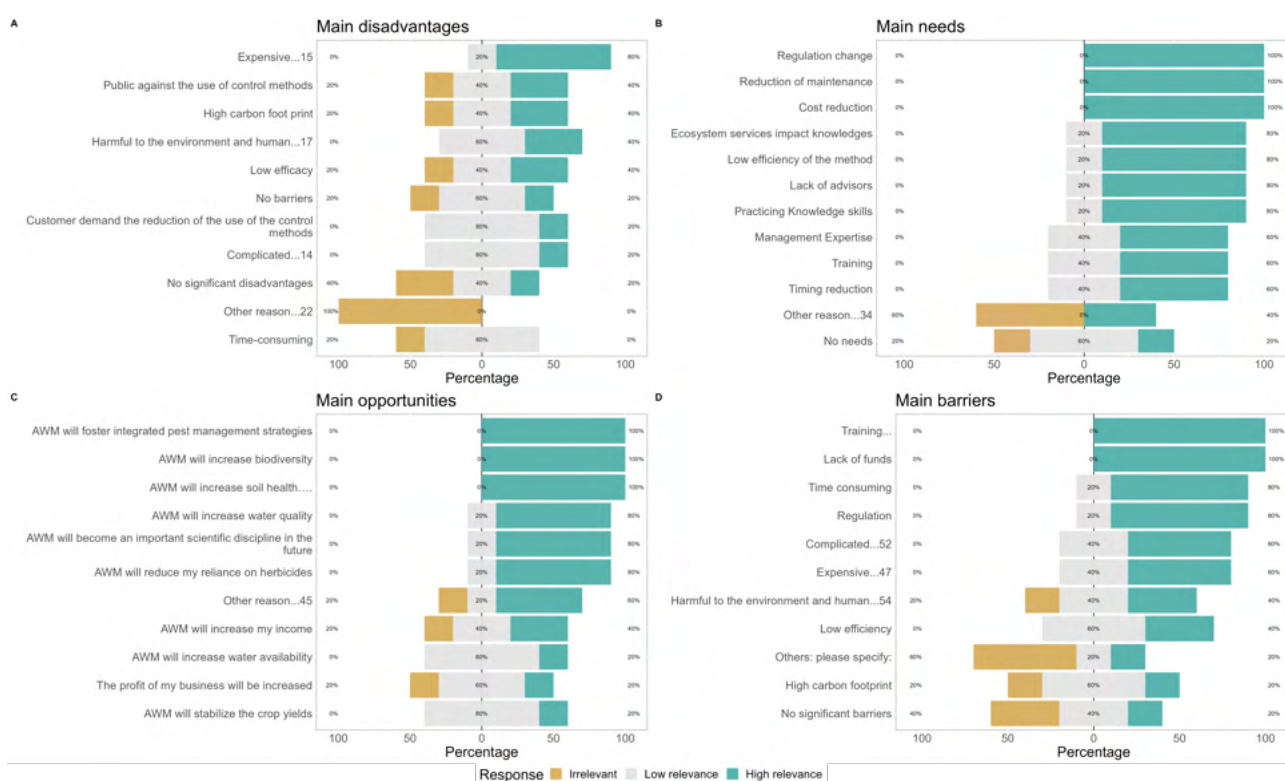 A
Main disadvantages
Expensive...15
0%
20%
80%
Public against the use of control methods
20%
40%
40%
High carbon foot print
20%
40%
40%
Harmful to the environment and human...17
0%
60%
40%
Low efficacy
20%
40%
40%
No barriers
20%
60%
20%
Customer demand the reduction of the use of the control
methods
0%
80%
20%
Complicated...14
0%
80%
20%
No significant disadvantages
40%
40%
20%
Other reason...22
100%
0%
0%
Time-consuming
20%
80%
0%
100
50
0
50
100
Percentage
B
Main needs
Regulation change
0%
0%
100%
Reduction of maintenance
0%
0%
100%
Cost reduction
0%
0%
100%
Ecosystem services impact knowledges
0%
20%
80%
Low efficiency of the method
0%
20%
80%
Lack of advisors
0%
20%
80%
Practicing Knowledge skills
0%
20%
80%
Management Expertise
0%
40%
60%
Training
0%
40%
60%
Timing reduction
0%
40%
60%
Other reason...34
60%
0%
40%
No needs
20%
60%
20%
100
50
0
50
100
Percentage
C
Main opportunities
AWM will foster integrated pest management strategies
0%
0%
100%
AWM will increase biodiversity
0%
0%
100%
AWM will increase soil health....
0%
0%
100%
AWM will increase water quality
0%
20%
80%
AWM will become an important scientific discipline in the
future
0%
20%
80%
AWM will reduce my reliance on herbicides
0%
20%
80%
Other reason...45
20%
20%
60%
AWM will increase my income
20%
40%
40%
AWM will increase water availability
0%
80%
20%
The profit of my business will be increased
20%
60%
20%
AWM will stabilize the crop yields
0%
80%
20%
100
50
0
50
100
Percentage
D
Main barriers
Training...
0%
0%
100%
Lack of funds
0%
0%
100%
Time consuming
0%
20%
80%
Regulation
0%
20%
80%
Complicated...52
0%
40%
60%
Expensive...47
0%
40%
60%
Harmful to the environment and human...54
20%
40%
40%
Low efficiency
0%
60%
40%
Others: please specify:
60%
20%
20%
High carbon footprint
20%
60%
20%
No significant barriers
40%
40%
20%
100
50
0
50
100
Percentage
Response Irrelevant Low relevance High relevance